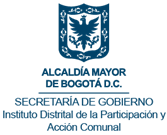 ALCALDÍA MAYOR
DE BOGOTÁ D.C.
SECRETARÍA DE GOBIERNO
Instituto Distrital de la Participación y
Acción Comunal